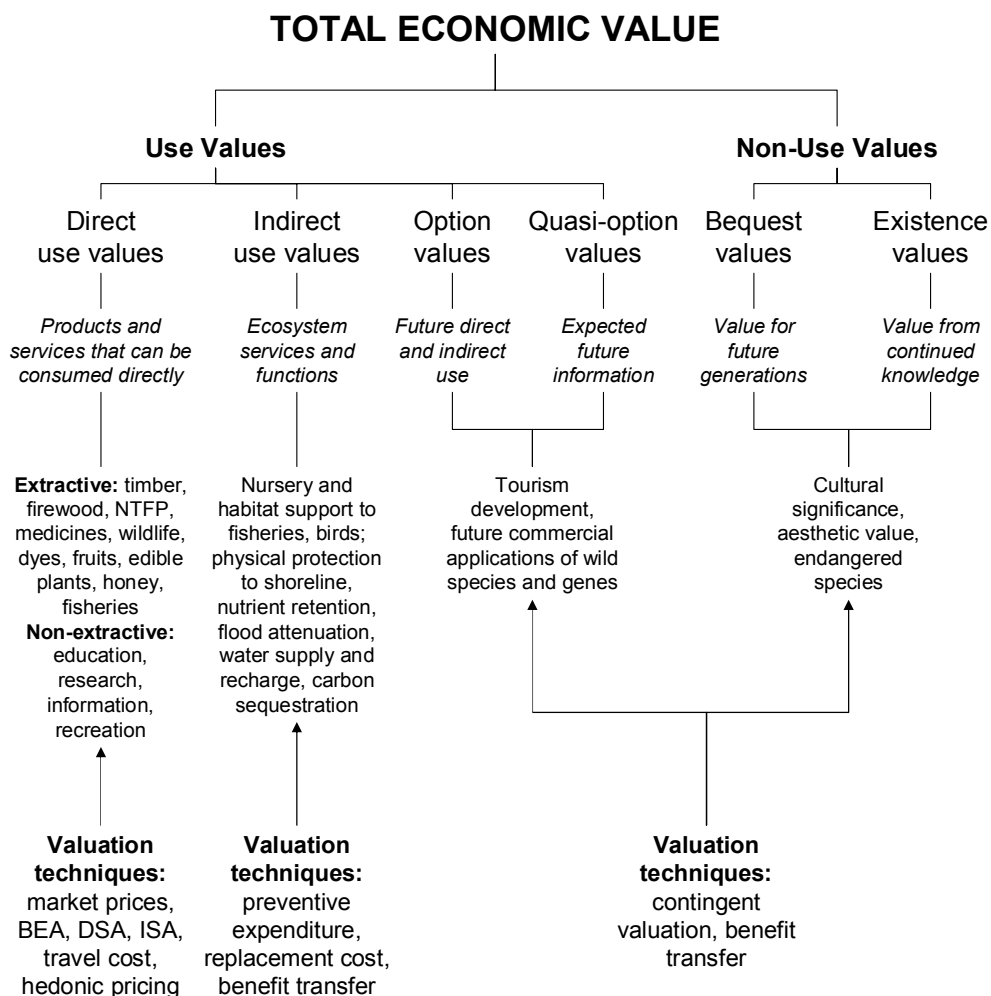 TOTAL ECONOMIC VALUE
Use Values
Non-Use Values
Direct
use values
Indirect
use values
Option
values
Quasi-option
values
Bequest
values
Existence
values
Products and
services that can be
consumed directly
Ecosystem
services and
functions
Future direct
and indirect
use
Expected
future
information
Value for
future
generations
Value from
continued
knowledge
Extractive: timber,
firewood, NTFP,
medicines, wildlife,
dyes, fruits, edible
plants, honey,
fisheries
Non-extractive:
education,
research,
information,
recreation
Nursery and
habitat support to
fisheries, birds;
physical protection
to shoreline,
nutrient retention,
flood attenuation,
water supply and
recharge, carbon
sequestration
Tourism
development,
future commercial
applications of wild
species and genes
Cultural
significance,
aesthetic value,
endangered
species
Valuation
techniques:
market prices,
BEA, DSA, ISA,
travel cost,
hedonic pricing
Valuation
techniques:
preventive
expenditure,
replacement cost,
benefit transfer
Valuation
techniques:
contingent
valuation, benefit
transfer